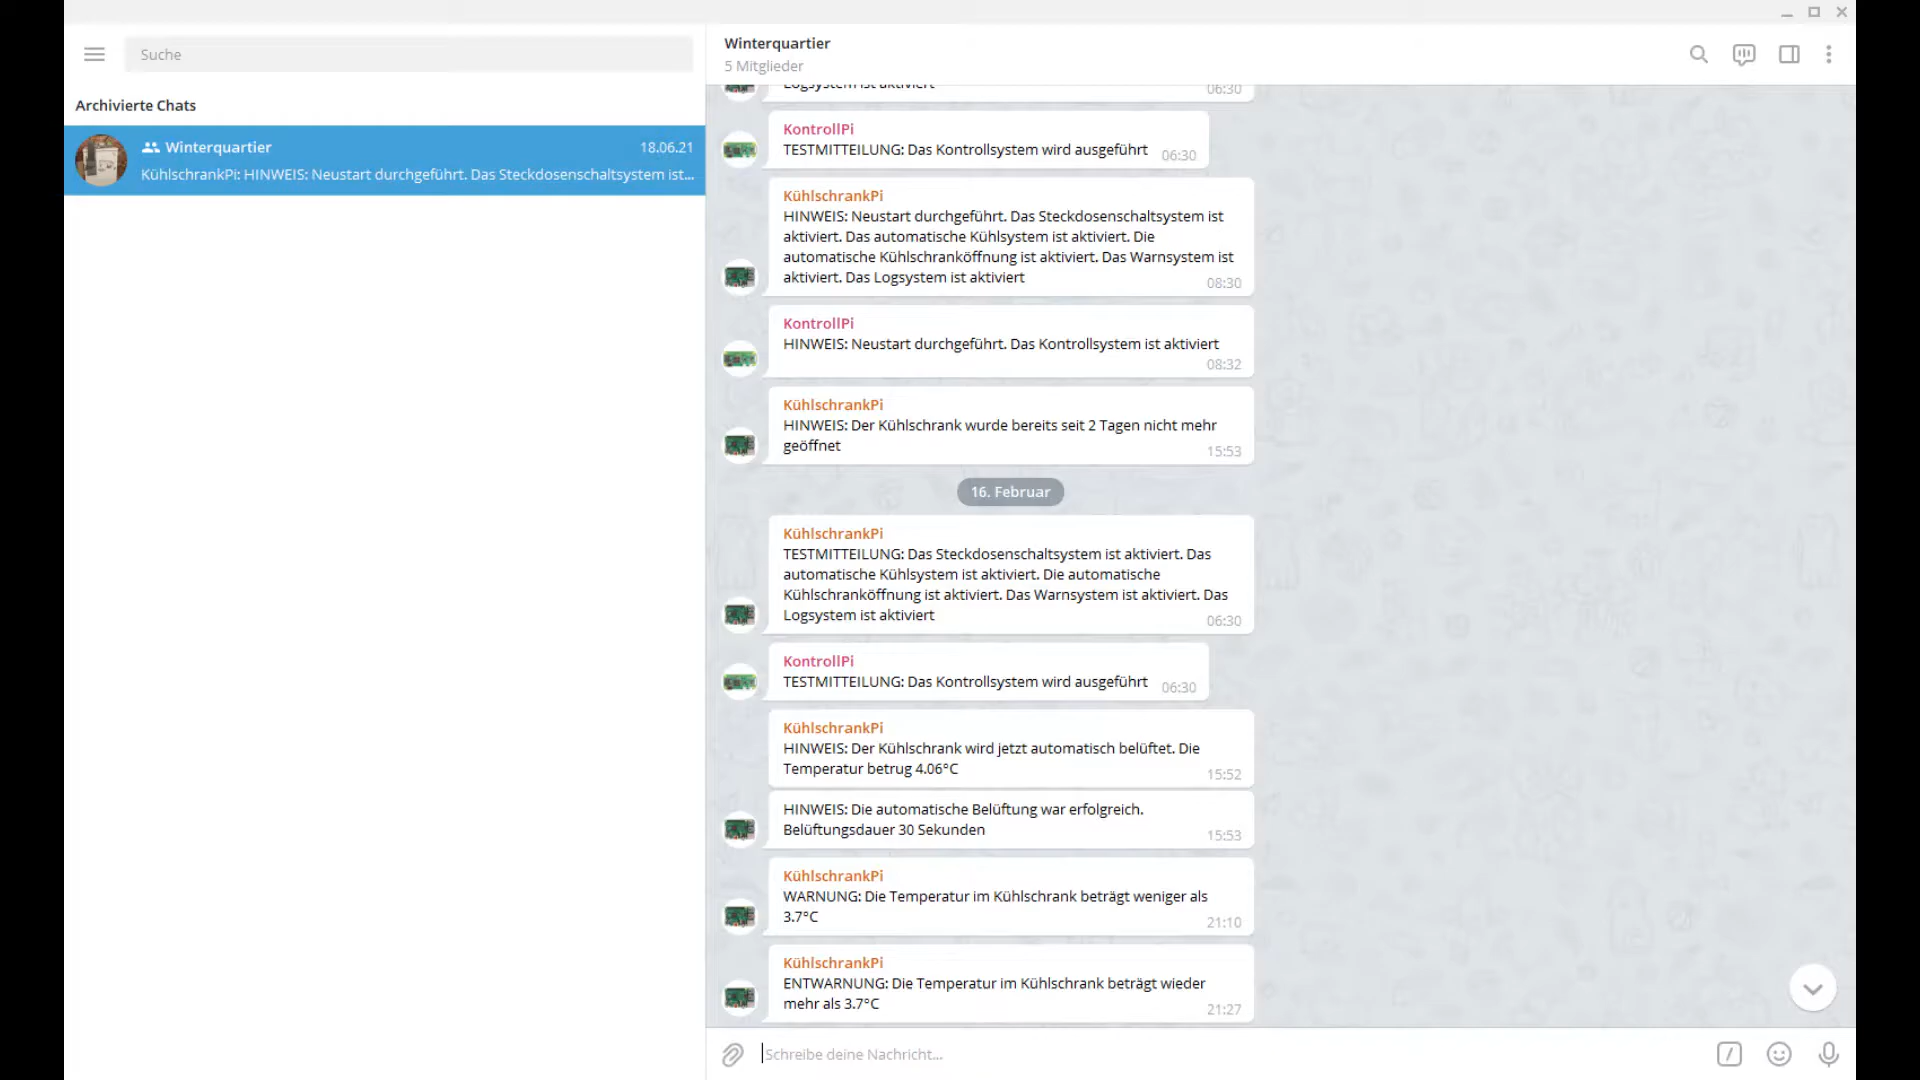 Suche
Archivierte Chats
Winterquartier 18.06.21
KühlschrankPi: HINWEIS: Neustart durchgeführt. Das Steckdosenschaltsystem ist...
Winterquartier
5 Mitglieder
Logsystem ist aktiviert 06:30
KontrollPi
TESTMITTEILUNG: Das Kontrollsystem wird ausgeführt 06:30
KühlschrankPi
HINWEIS: Neustart durchgeführt. Das Steckdosenschaltsystem ist
aktiviert. Das automatische Kühlsystem ist aktiviert. Die
automatische Kühlschranköffnung ist aktiviert. Das Warnsystem ist
aktiviert. Das Logsystem ist aktiviert
08:30
KontrollPi
HINWEIS: Neustart durchgeführt. Das Kontrollsystem ist aktiviert
08:32
KühlschrankPi
HINWEIS: Der Kühlschrank wurde bereits seit 2 Tagen nicht mehr
geöffnet
15:53
16. Februar
KühlschrankPi
TESTMITTEILUNG: Das Steckdosenschaltsystem ist aktiviert. Das
automatische Kühlsystem ist aktiviert. Die automatische
Kühlschranköffnung ist aktiviert. Das Warnsystem ist aktiviert. Das
Logsystem ist aktiviert
06:30
KontrollPi
TESTMITTEILUNG: Das Kontrollsystem wird ausgeführt 06:30
KühlschrankPi
HINWEIS: Der Kühlschrank wird jetzt automatisch belüftet. Die
Temperatur betrug 4.06°C
15:52
HINWEIS: Die automatische Belüftung war erfolgreich.
Belüftungsdauer 30 Sekunden
15:53
KühlschrankPi
WARNUNG: Die Temperatur im Kühlschrank beträgt weniger als
3.7°C
21:10
KühlschrankPi
ENTWARNUNG: Die Temperatur im Kühlschrank beträgt wieder
mehr als 3.7°C
21:27
Schreibe deine Nachricht...